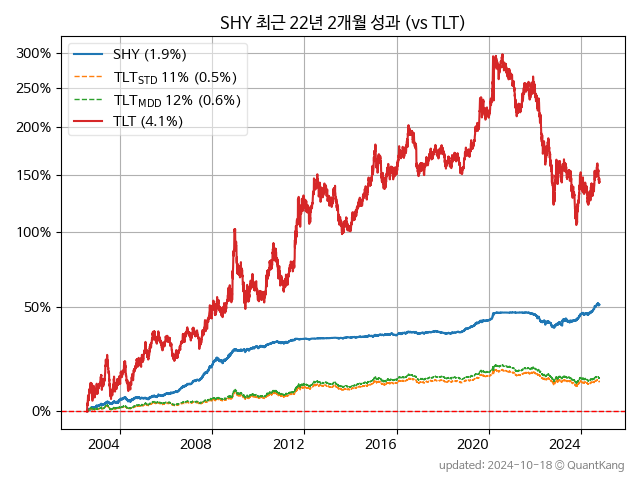 SHY 최근 22년 2개월 성과 (vs TLT)
SHY (1.9%)
TLT_STD 11% (0.5%)
TLT_MDD 12% (0.6%)
TLT (4.1%)
300%
250%
200%
150%
100%
50%
0%
2004 2008 2012 2016 2020 2024
updated: 2024-10-18 © QuantKang